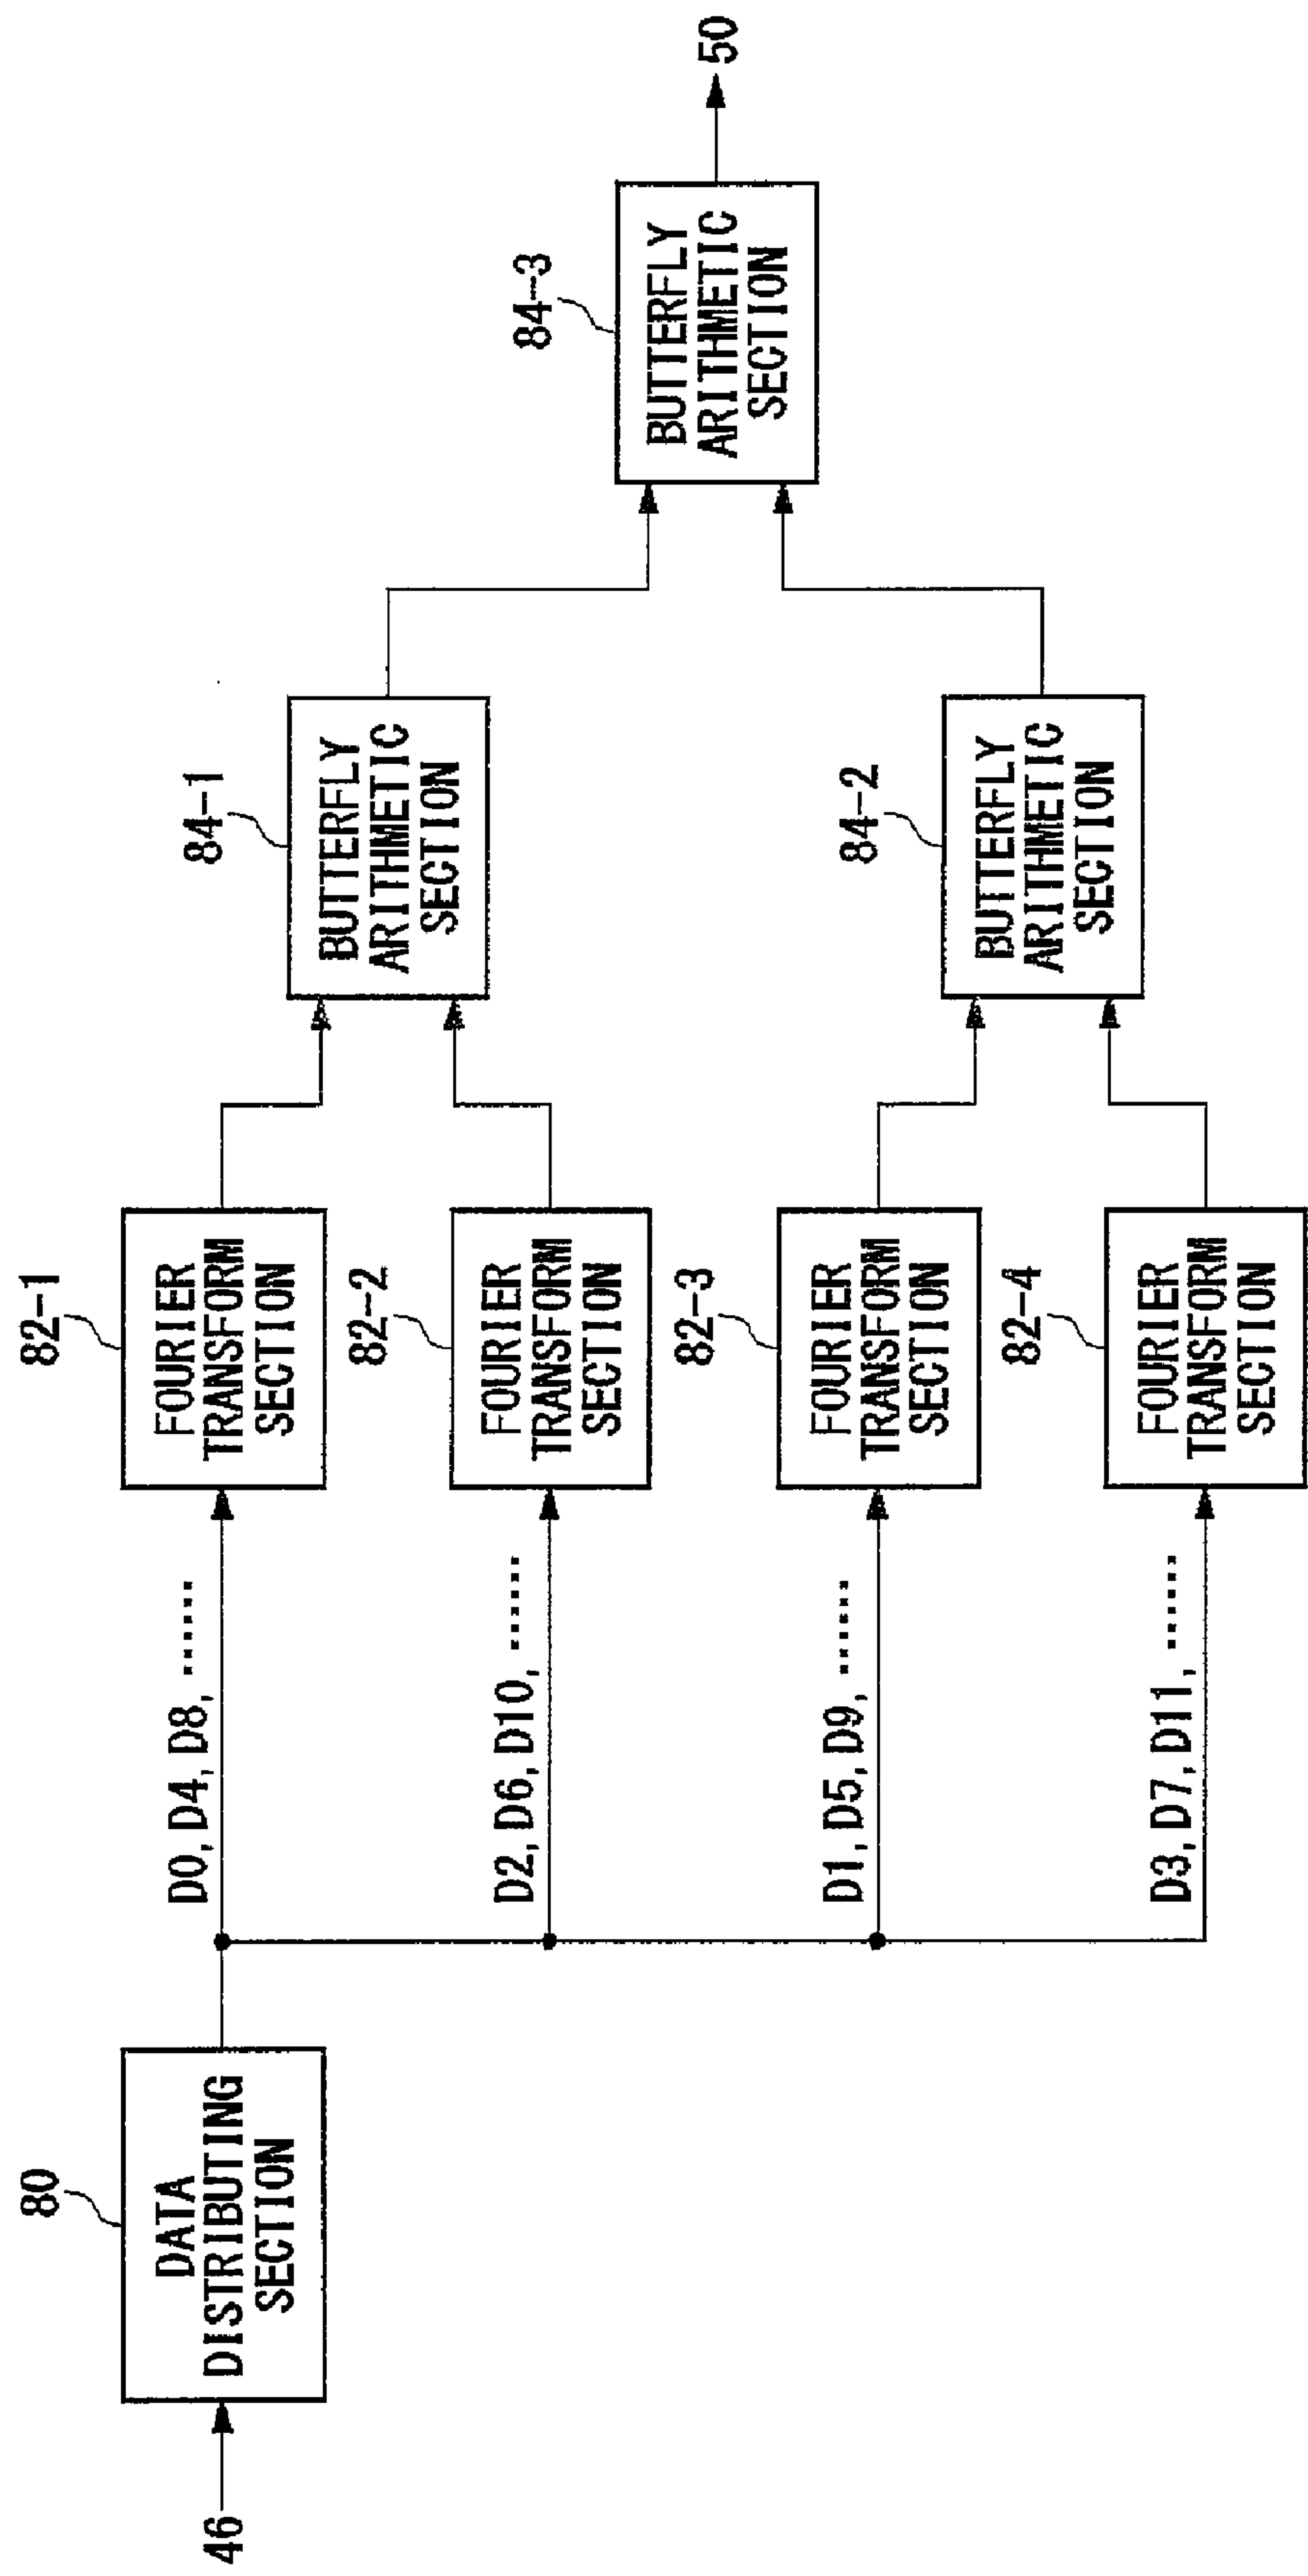 46
80
DATA
DISTRIBUTING
SECTION
D0, D4, D8, ......
82-1
FOURIER
TRANSFORM
SECTION
D2, D6, D10, ......
82-2
FOURIER
TRANSFORM
SECTION
D1, D5, D9, ......
82-3
FOURIER
TRANSFORM
SECTION
D3, D7, D11, ......
82-4
FOURIER
TRANSFORM
SECTION
84-1
BUTTERFLY
ARITHMETIC
SECTION
84-2
BUTTERFLY
ARITHMETIC
SECTION
84-3
BUTTERFLY
ARITHMETIC
SECTION
50